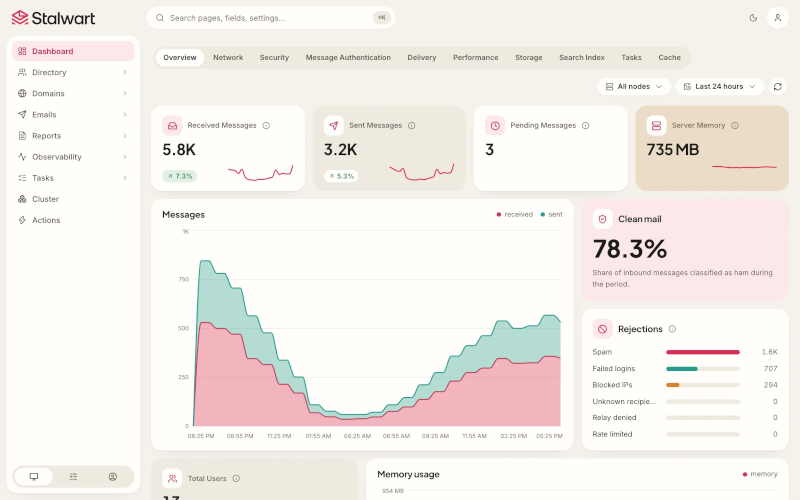 Stalwart
Search pages, fields, settings...
⌘K
Dashboard
Directory
Domains
Emails
Reports
Observability
Tasks
Cluster
Actions
Overview
Network
Security
Message Authentication
Delivery
Performance
Storage
Search Index
Tasks
Cache
All nodes
Last 24 hours
Received Messages
5.8K
7.3%
Sent Messages
3.2K
5.3%
Pending Messages
3
Server Memory
735 MB
Messages
received
sent
1K
750
500
250
0
06:25 PM
08:55 PM
11:25 PM
01:55 AM
04:25 AM
06:55 AM
09:25 AM
11:55 AM
02:25 PM
05:25 PM
Clean mail
78.3%
Share of inbound messages classified as ham during
the period.
Rejections
Spam 1.6K
Failed logins 707
Blocked IPs 294
Unknown recipie... 0
Relay denied 0
Rate limited 0
Total Users
Memory usage
memory
954 MB